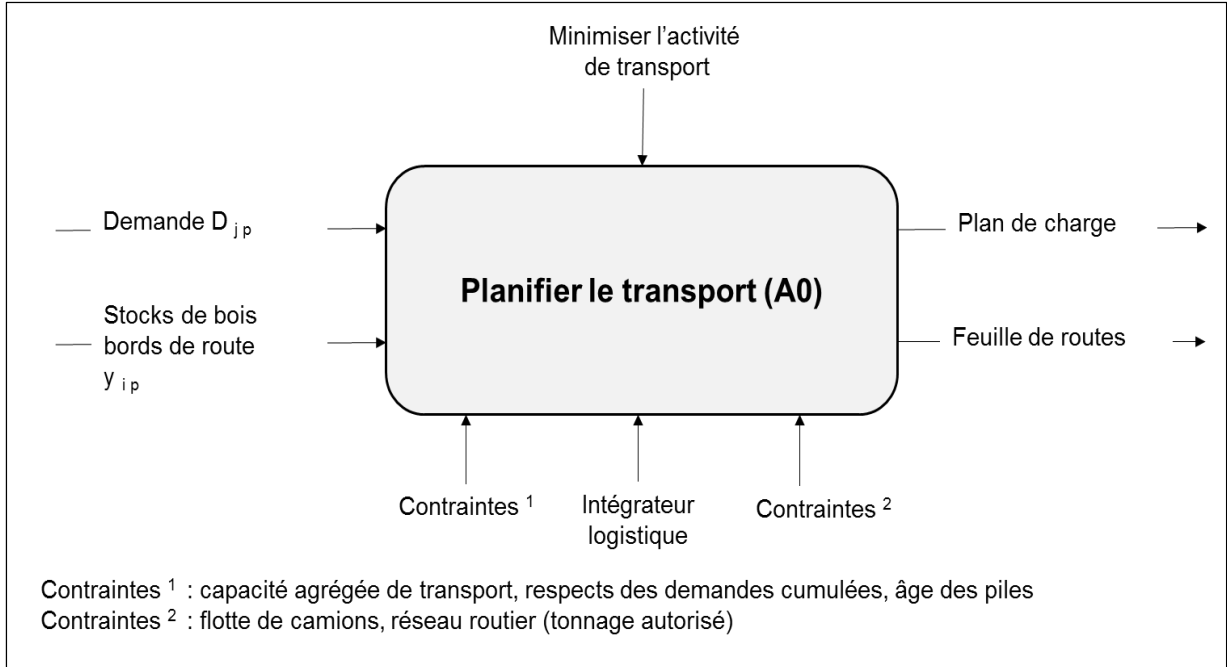 Minimiser l’activité
de transport
Demande D j p
Stocks de bois
bords de route
y i p
Planifier le transport (A0)
Plan de charge
Feuille de routes
Contraintes 1
Intégrateur
logistique
Contraintes 2
Contraintes 1 : capacité agrégée de transport, respects des demandes cumulées, âge des piles
Contraintes 2 : flotte de camions, réseau routier (tonnage autorisé)